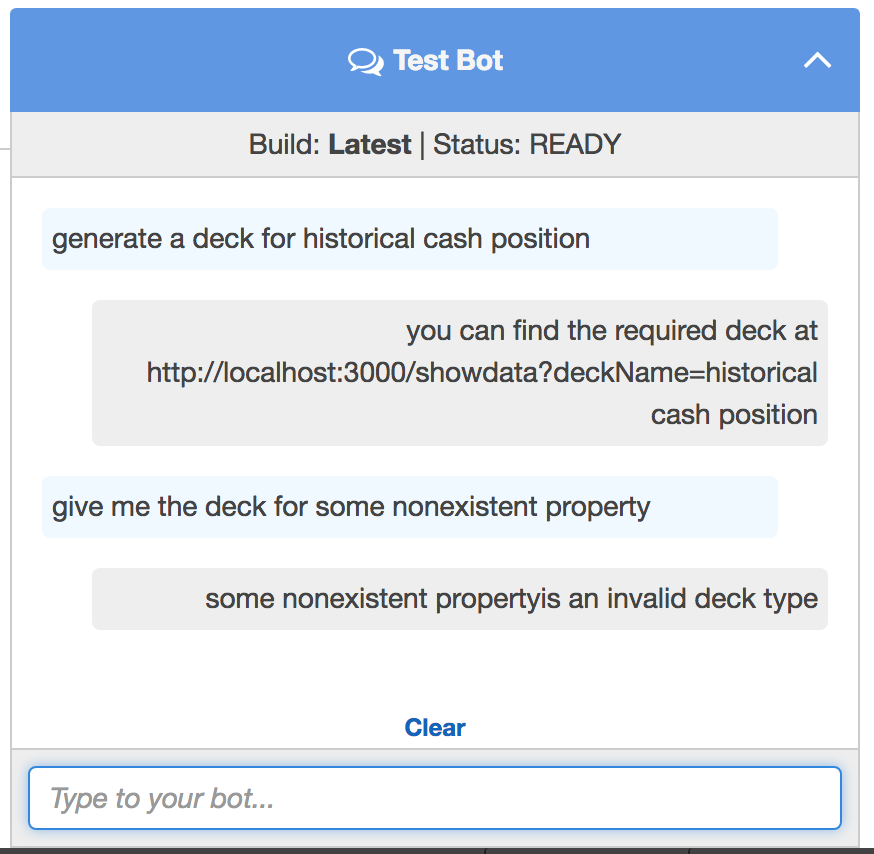 Test Bot
Build: Latest | Status: READY
generate a deck for historical cash position
you can find the required deck at
http://localhost:3000/showdata?deckName=historical
cash position
give me the deck for some nonexistent property
some nonexistent propertyis an invalid deck type
Clear
Type to your bot...